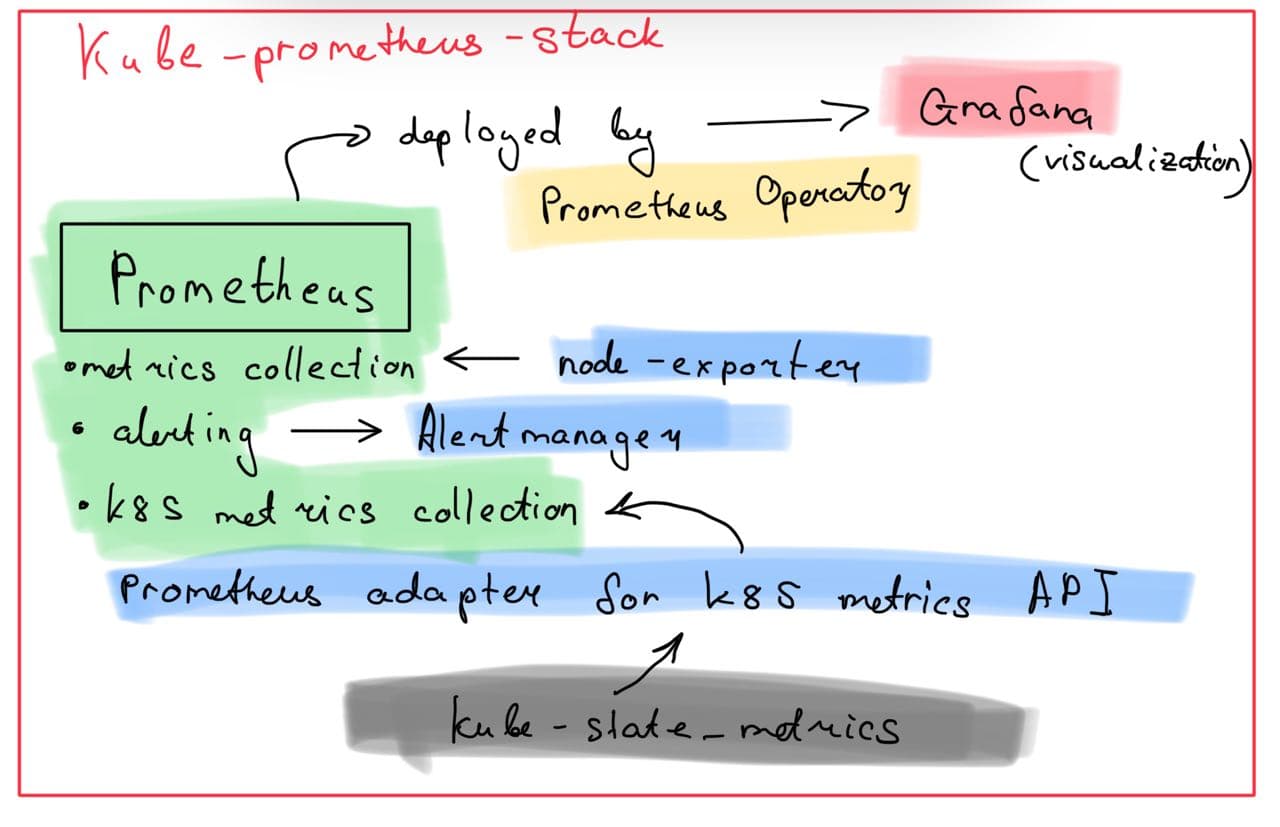 Kube-prometheus-stack
deployed by → Grafana
(visualization)
Prometheus Operator
Prometheus
• metrics collection ← node-exporter
• alerting → Alertmanager
• k8s metrics collection
Prometheus adapter for k8s metrics API
kube-state-metrics